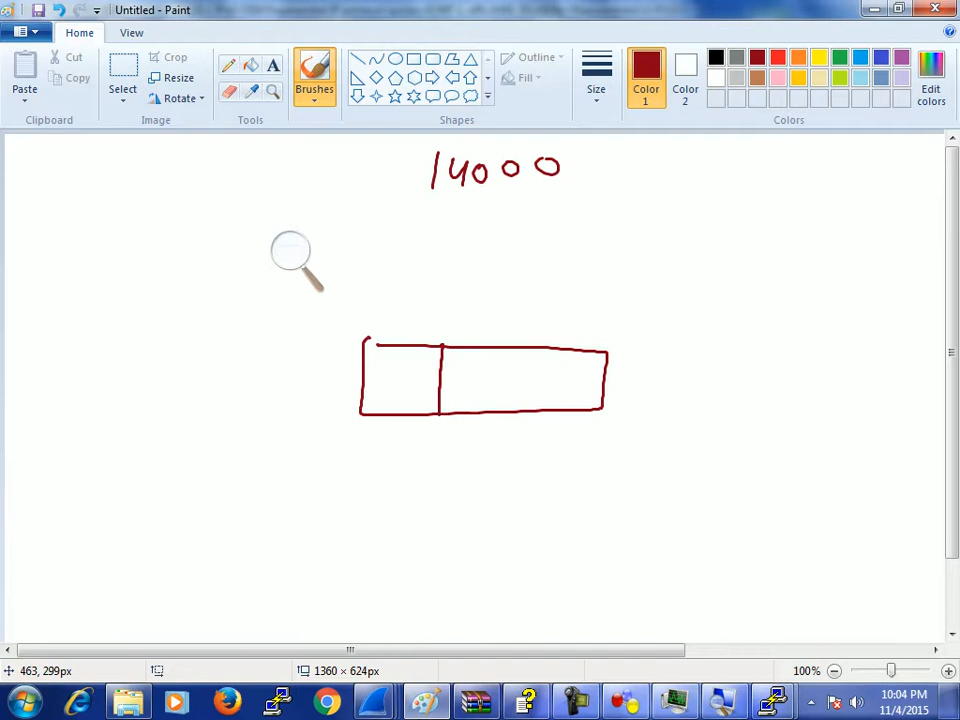 Untitled - Paint
Home View
Paste
Cut
Copy
Clipboard
Select
Crop
Resize
Rotate
Image
A
Tools
Brushes
Shapes
Outline
Fill
Size
Color 1
Color 2
Edit colors
Colors
14000
463, 299px
1360 × 624px
100%
10:04 PM
11/4/2015